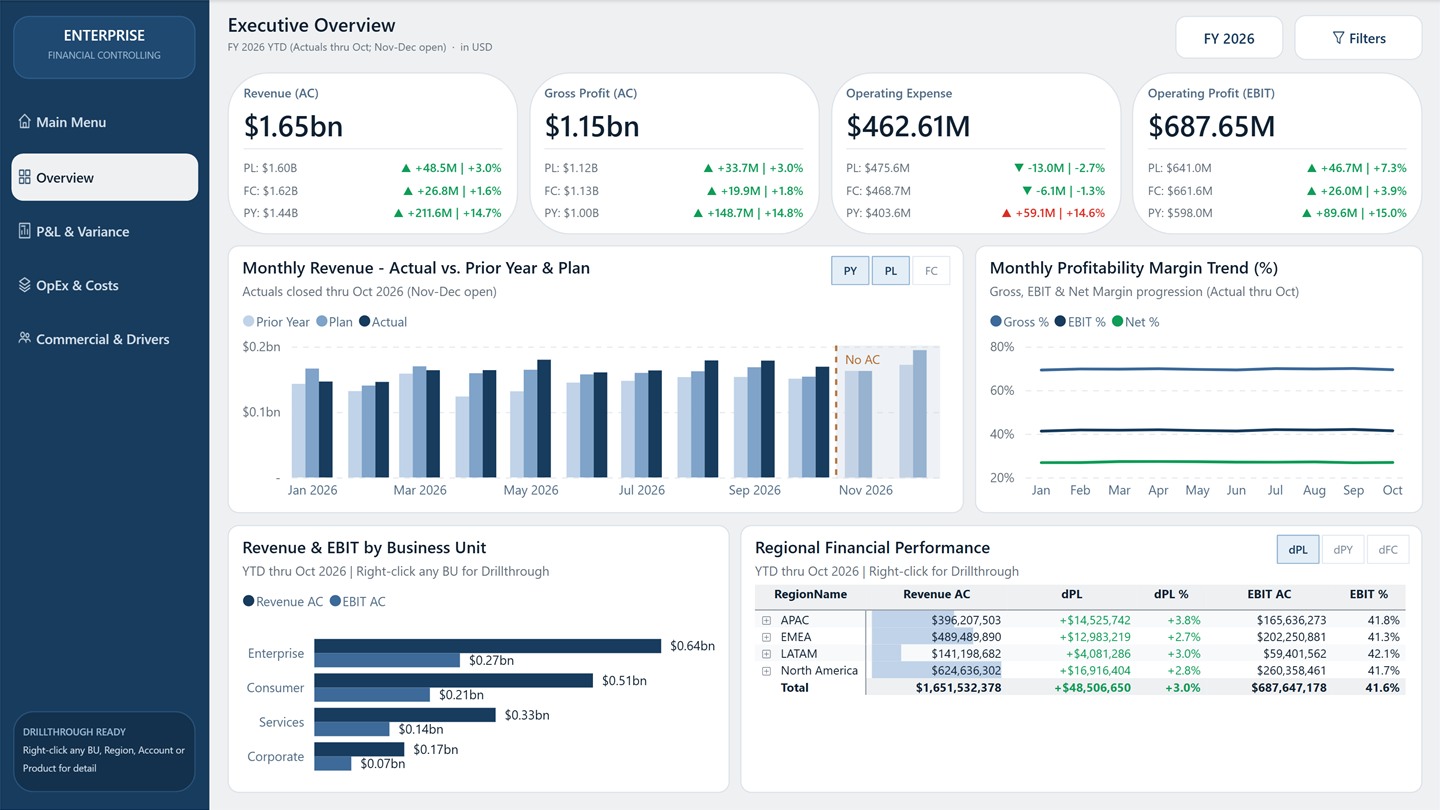 ENTERPRISE
FINANCIAL CONTROLLING
Main Menu
Overview
P&L & Variance
OpEx & Costs
Commercial & Drivers
DRILLTHROUGH READY
Right-click any BU, Region, Account or
Product for detail
Executive Overview
FY 2026 YTD (Actuals thru Oct; Nov-Dec open) · in USD
FY 2026
Filters
Revenue (AC)
$1.65bn
PL: $1.60B ▲ +48.5M | +3.0%
FC: $1.62B ▲ +26.8M | +1.6%
PY: $1.44B ▲ +211.6M | +14.7%
Gross Profit (AC)
$1.15bn
PL: $1.12B ▲ +33.7M | +3.0%
FC: $1.13B ▲ +19.9M | +1.8%
PY: $1.00B ▲ +148.7M | +14.8%
Operating Expense
$462.61M
PL: $475.6M ▼ -13.0M | -2.7%
FC: $468.7M ▼ -6.1M | -1.3%
PY: $403.6M ▲ +59.1M | +14.6%
Operating Profit (EBIT)
$687.65M
PL: $641.0M ▲ +46.7M | +7.3%
FC: $661.6M ▲ +26.0M | +3.9%
PY: $598.0M ▲ +89.6M | +15.0%
Monthly Revenue - Actual vs. Prior Year & Plan
PY PL FC
Actuals closed thru Oct 2026 (Nov-Dec open)
Prior Year Plan Actual
$0.2bn
No AC
$0.1bn
-
Jan 2026 Mar 2026 May 2026 Jul 2026 Sep 2026 Nov 2026
Monthly Profitability Margin Trend (%)
Gross, EBIT & Net Margin progression (Actual thru Oct)
Gross % EBIT % Net %
80%
60%
40%
20%
Jan Feb Mar Apr May Jun Jul Aug Sep Oct
Revenue & EBIT by Business Unit
YTD thru Oct 2026 | Right-click any BU for Drillthrough
Revenue AC EBIT AC
Enterprise $0.64bn
$0.27bn
Consumer $0.51bn
$0.21bn
Services $0.33bn
$0.14bn
Corporate $0.17bn
$0.07bn
Regional Financial Performance
dPL dPY dFC
YTD thru Oct 2026 | Right-click for Drillthrough
RegionName Revenue AC dPL dPL % EBIT AC EBIT %
APAC $396,207,503 +$14,525,742 +3.8% $165,636,273 41.8%
EMEA $489,489,890 +$12,983,219 +2.7% $202,250,881 41.3%
LATAM $141,198,682 +$4,081,286 +3.0% $59,401,562 42.1%
North America $624,636,302 +$16,916,404 +2.8% $260,358,461 41.7%
Total $1,651,532,378 +$48,506,650 +3.0% $687,647,178 41.6%